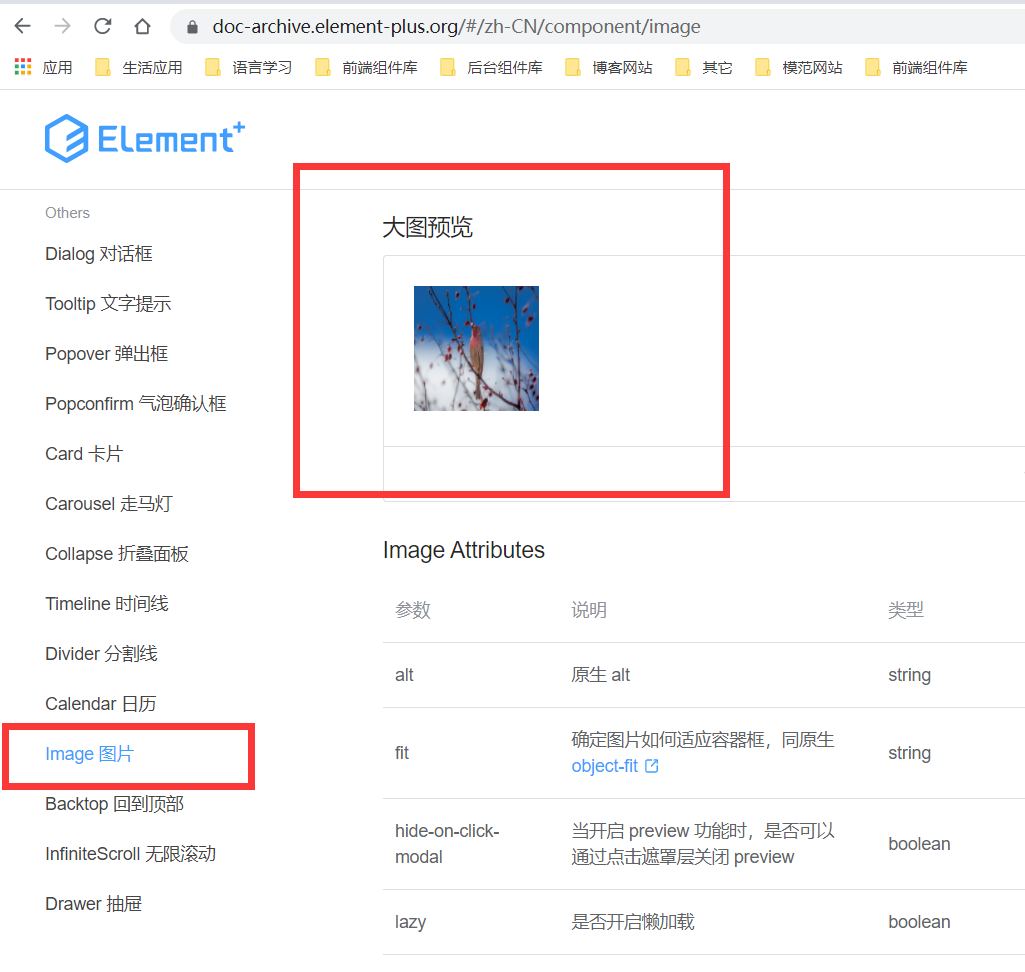 doc-archive.element-plus.org/#/zh-CN/component/image
应用 生活应用 语言学习 前端组件库 后台组件库 博客网站 其它 模范网站 前端组件库
Element+
Others
Dialog 对话框
Tooltip 文字提示
Popover 弹出框
Popconfirm 气泡确认框
Card 卡片
Carousel 走马灯
Collapse 折叠面板
Timeline 时间线
Divider 分割线
Calendar 日历
Image 图片
Backtop 回到顶部
InfiniteScroll 无限滚动
Drawer 抽屉
大图预览
Image Attributes
参数 说明 类型
alt 原生 alt string
fit 确定图片如何适应容器框，同原生
object-fit string
hide-on-click-
modal 当开启 preview 功能时，是否可以
通过点击遮罩层关闭 preview boolean
lazy 是否开启懒加载 boolean